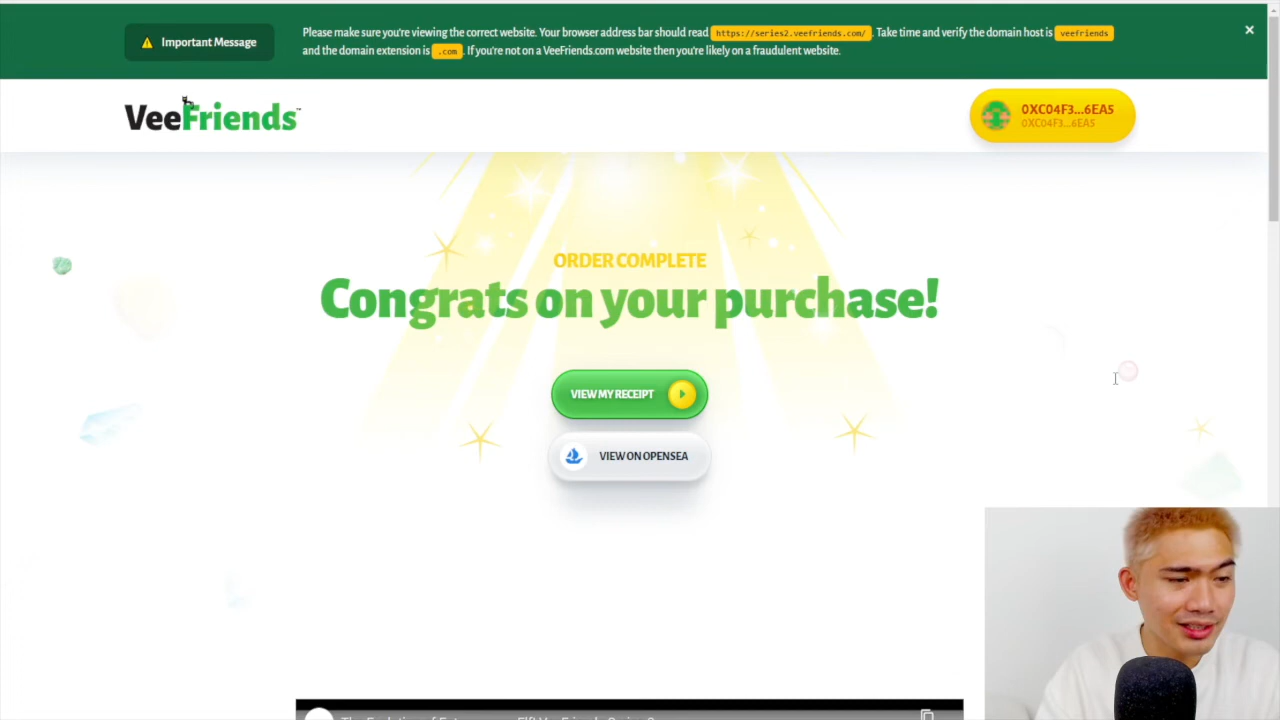 Important Message
Please make sure you're viewing the correct website. Your browser address bar should read https://series2.veefriends.com/ . Take time and verify the domain host is veefriends
and the domain extension is .com . If you're not on a VeeFriends.com website then you're likely on a fraudulent website.
VeeFriends™
0XC04F3...6EA5
0XC04F3...6EA5
ORDER COMPLETE
Congrats on your purchase!
VIEW MY RECEIPT
VIEW ON OPENSEA